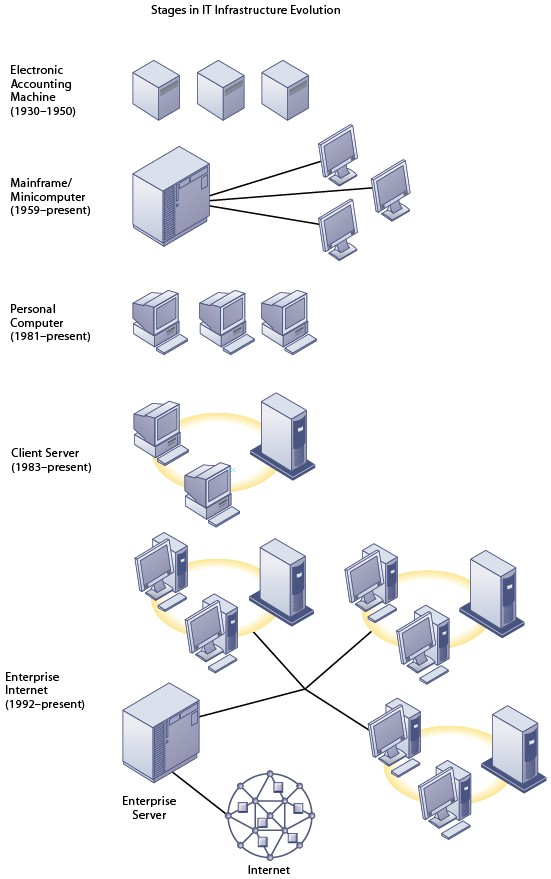 Stages in IT Infrastructure Evolution
Electronic
Accounting
Machine
(1930–1950)
Mainframe/
Minicomputer
(1959–present)
Personal
Computer
(1981–present)
Client Server
(1983–present)
Enterprise
Internet
(1992–present)
Enterprise
Server
Internet